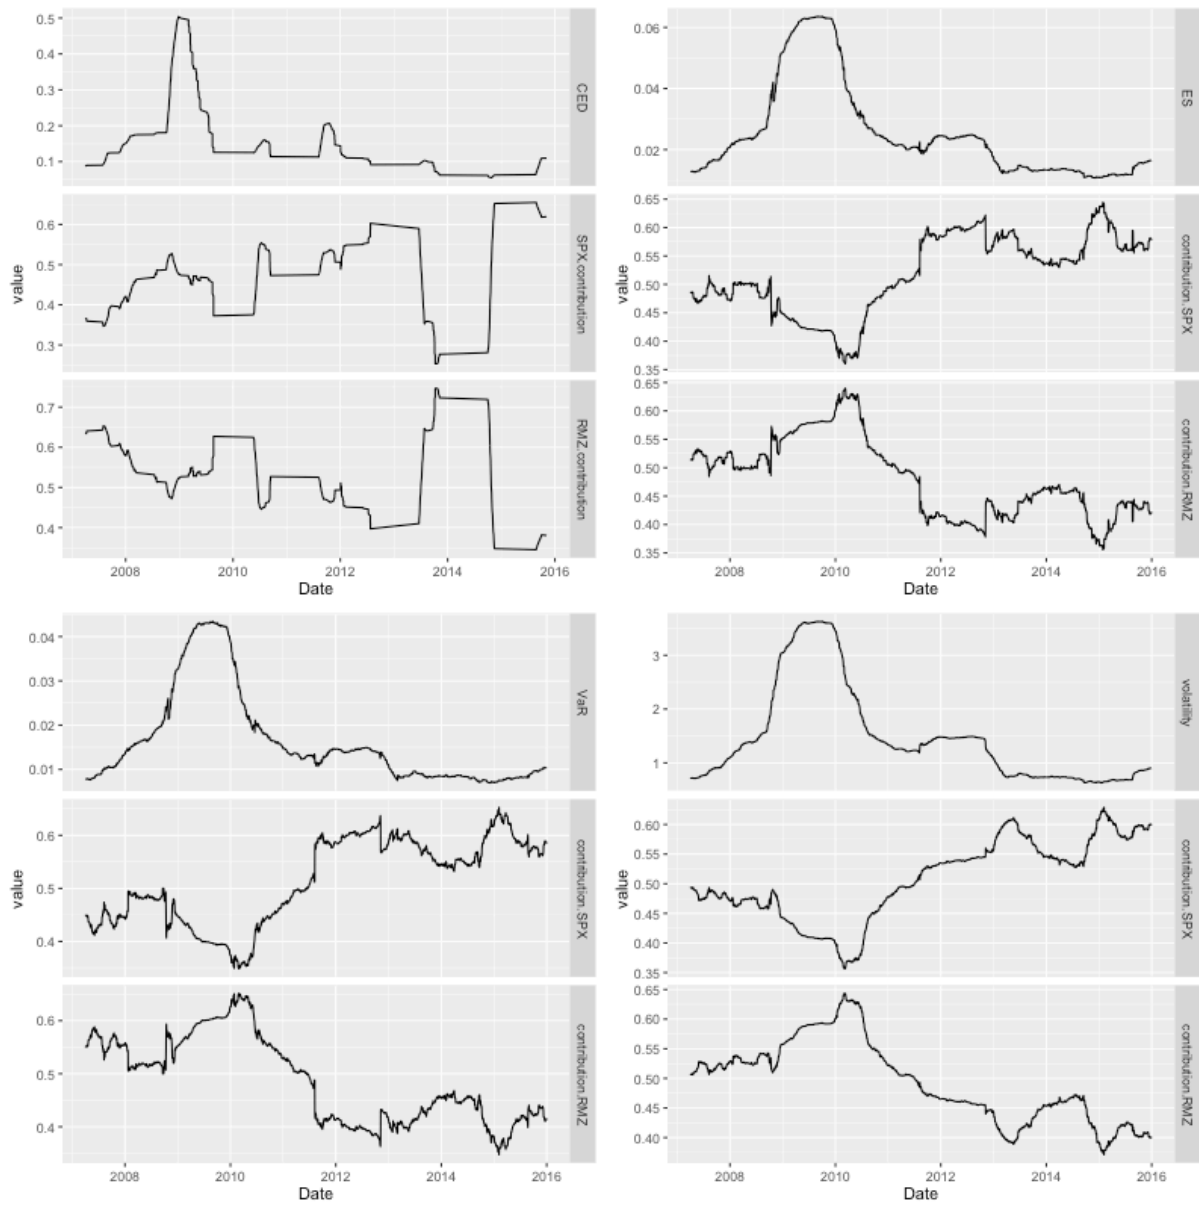 0.5
0.4
0.3
0.2
0.1
CED
0.6
0.5
0.4
0.3
SPX.contribution
0.7
0.6
0.5
0.4
RMZ.contribution
value
2008 2010 2012 2014 2016
Date
0.06
0.04
0.02
ES
0.65
0.60
0.55
0.50
0.45
0.40
0.35
contribution.SPX
0.65
0.60
0.55
0.50
0.45
0.40
0.35
contribution.RMZ
value
2008 2010 2012 2014 2016
Date
0.04
0.03
0.02
0.01
VaR
0.6
0.5
0.4
contribution.SPX
0.6
0.5
0.4
contribution.RMZ
value
2008 2010 2012 2014 2016
Date
3
2
1
volatility
0.60
0.55
0.50
0.45
0.40
0.35
contribution.SPX
0.65
0.60
0.55
0.50
0.45
0.40
contribution.RMZ
value
2008 2010 2012 2014 2016
Date